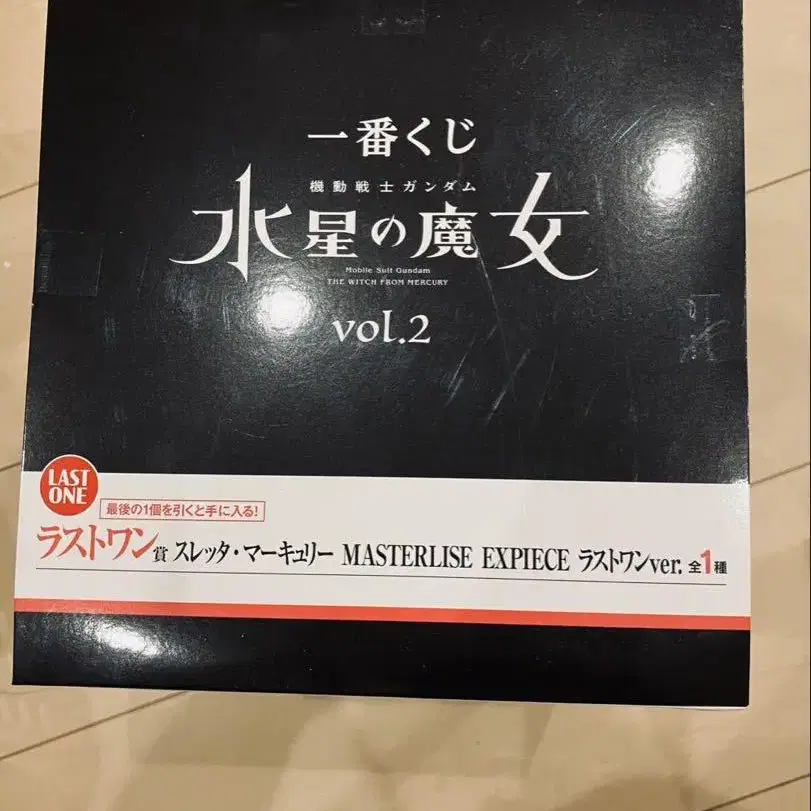 一番くじ
機動戦士ガンダム
水星の魔女
Mobile Suit Gundam
THE WITCH FROM MERCURY
vol.2
LAST
ONE
最後の1個を引くと手に入る!
ラストワン賞 スレッタ・マーキュリー MASTERLISE EXPIECE ラストワンver. 全1種